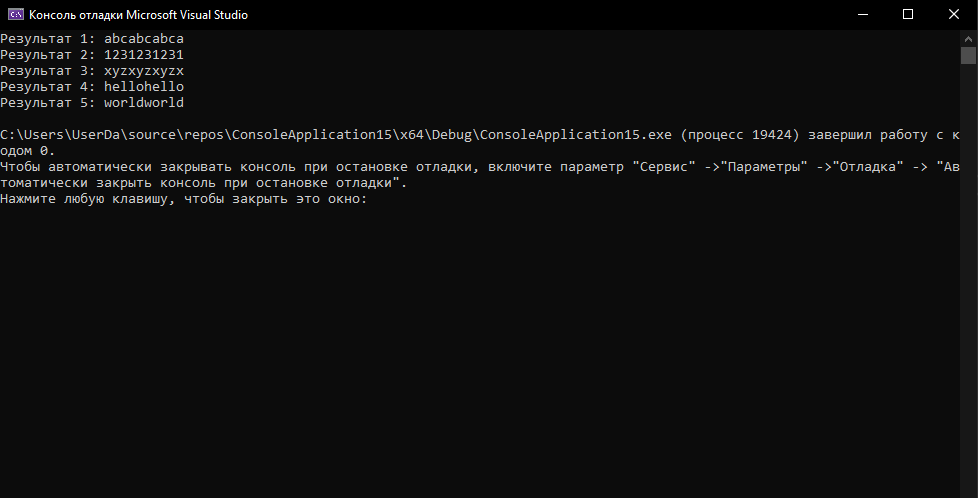 Консоль отладки Microsoft Visual Studio
Результат 1: abcabcabca
Результат 2: 1231231231
Результат 3: xyzxyzxyzx
Результат 4: hellohello
Результат 5: worldworld
C:\Users\UserDa\source\repos\ConsoleApplication15\x64\Debug\ConsoleApplication15.exe (процесс 19424) завершил работу с к
одом 0.
Чтобы автоматически закрывать консоль при остановке отладки, включите параметр "Сервис" ->"Параметры" ->"Отладка" -> "Ав
томатически закрыть консоль при остановке отладки".
Нажмите любую клавишу, чтобы закрыть это окно: